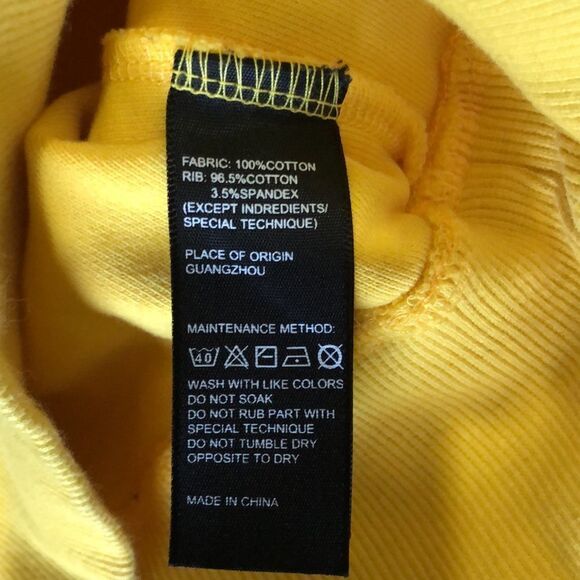 FABRIC: 100%COTTON
RIB: 96.5%COTTON
3.5%SPANDEX
(EXCEPT INDREDIENTS/
SPECIAL TECHNIQUE)
PLACE OF ORIGIN
GUANGZHOU
MAINTENANCE METHOD:
40
WASH WITH LIKE COLORS
DO NOT SOAK
DO NOT RUB PART WITH
SPECIAL TECHNIQUE
DO NOT TUMBLE DRY
OPPOSITE TO DRY
MADE IN CHINA